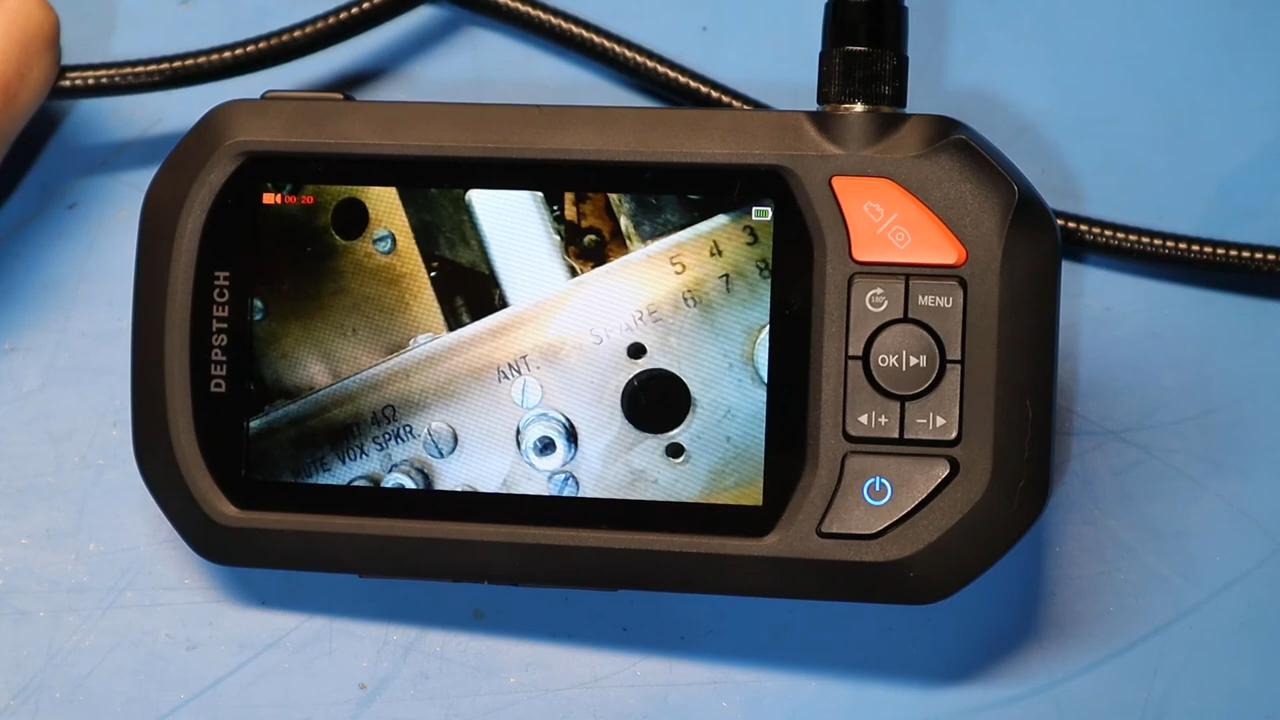 DEPSTECH
00:20
5 4 3
6 7 8
SPARE
ANT.
4Ω
VOX SPKR.
180°
MENU
OK
+
-